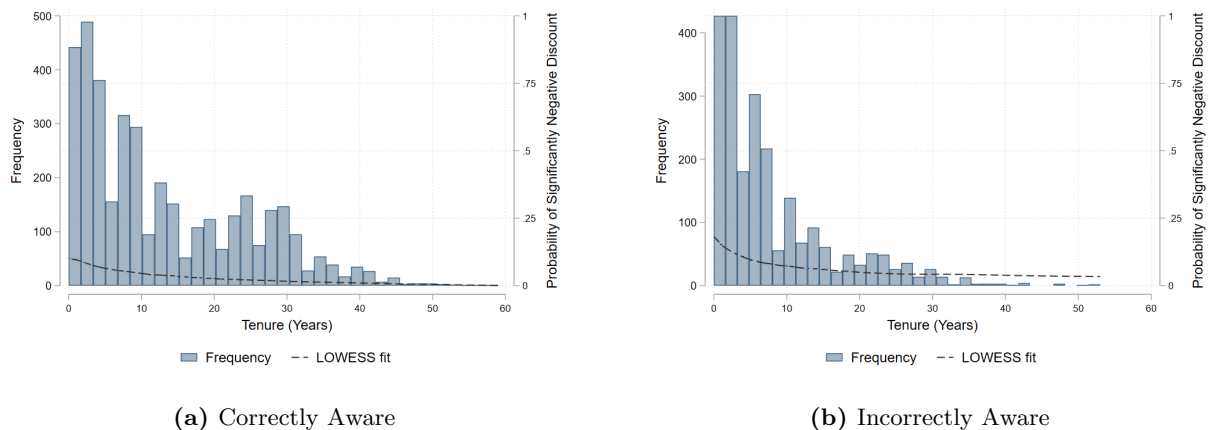 500
400
300
200
100
0
Frequency
1
.75
.5
.25
0
Probability of Significantly Negative Discount
0 10 20 30 40 50 60
Tenure (Years)
Frequency LOWESS fit
(a) Correctly Aware
400
300
200
100
0
Frequency
1
.75
.5
.25
0
Probability of Significantly Negative Discount
0 10 20 30 40 50 60
Tenure (Years)
Frequency LOWESS fit
(b) Incorrectly Aware